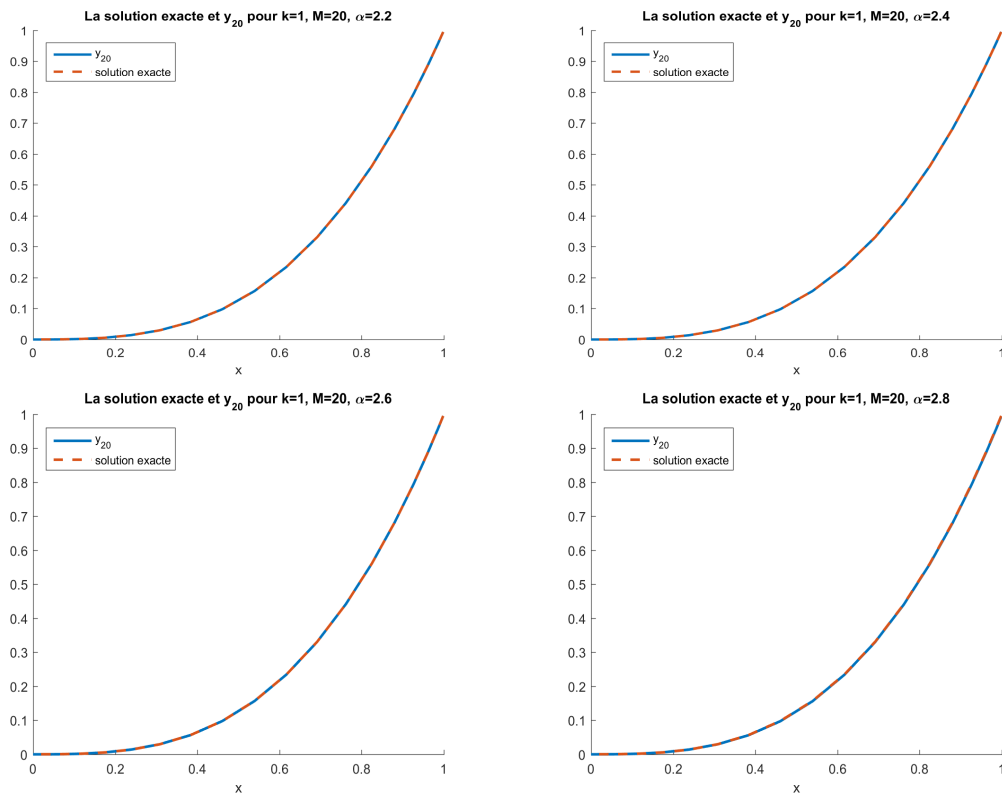 La solution exacte et y20 pour k=1, M=20, α=2.2
1
0.9
0.8
0.7
0.6
0.5
0.4
0.3
0.2
0.1
0
y20
solution exacte
0 0.2 0.4 0.6 0.8 1
x
La solution exacte et y20 pour k=1, M=20, α=2.4
1
0.9
0.8
0.7
0.6
0.5
0.4
0.3
0.2
0.1
0
y20
solution exacte
0 0.2 0.4 0.6 0.8 1
x
La solution exacte et y20 pour k=1, M=20, α=2.6
1
0.9
0.8
0.7
0.6
0.5
0.4
0.3
0.2
0.1
0
y20
solution exacte
0 0.2 0.4 0.6 0.8 1
x
La solution exacte et y20 pour k=1, M=20, α=2.8
1
0.9
0.8
0.7
0.6
0.5
0.4
0.3
0.2
0.1
0
y20
solution exacte
0 0.2 0.4 0.6 0.8 1
x